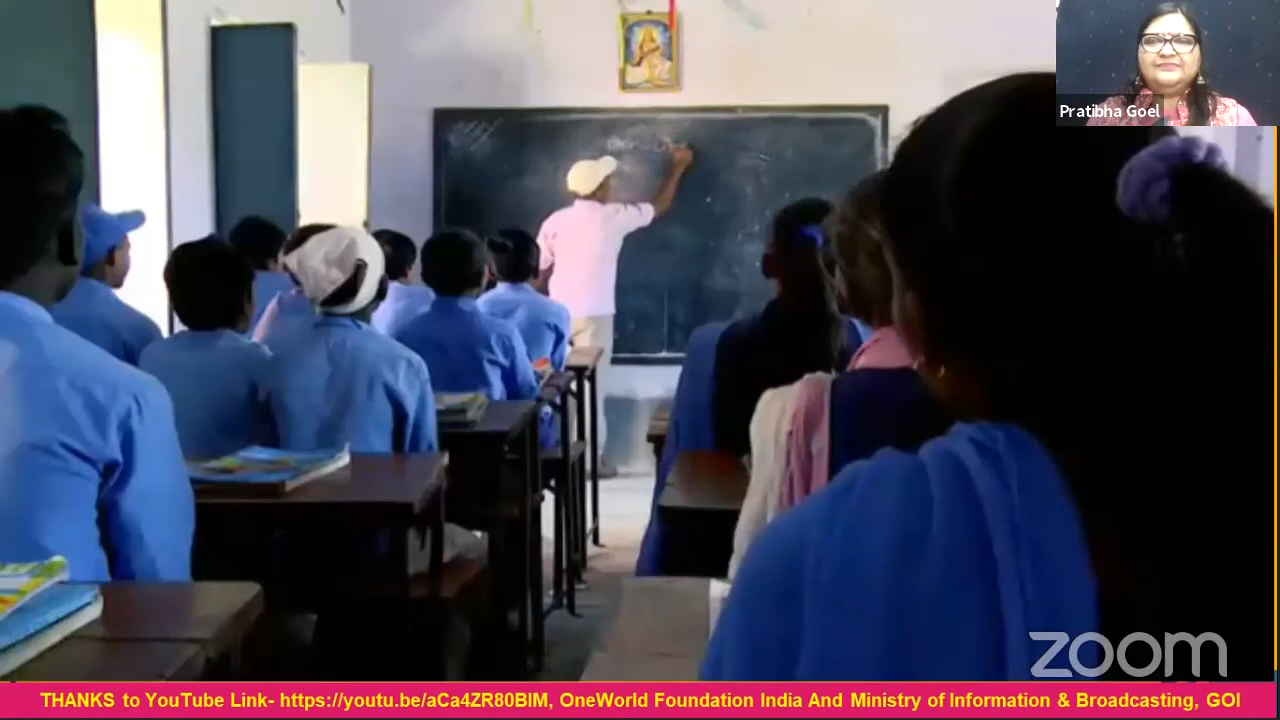 Pratibha Goel
zoom
THANKS to YouTube Link- https://youtu.be/aCa4ZR80BIM, OneWorld Foundation India And Ministry of Information & Broadcasting, GOI